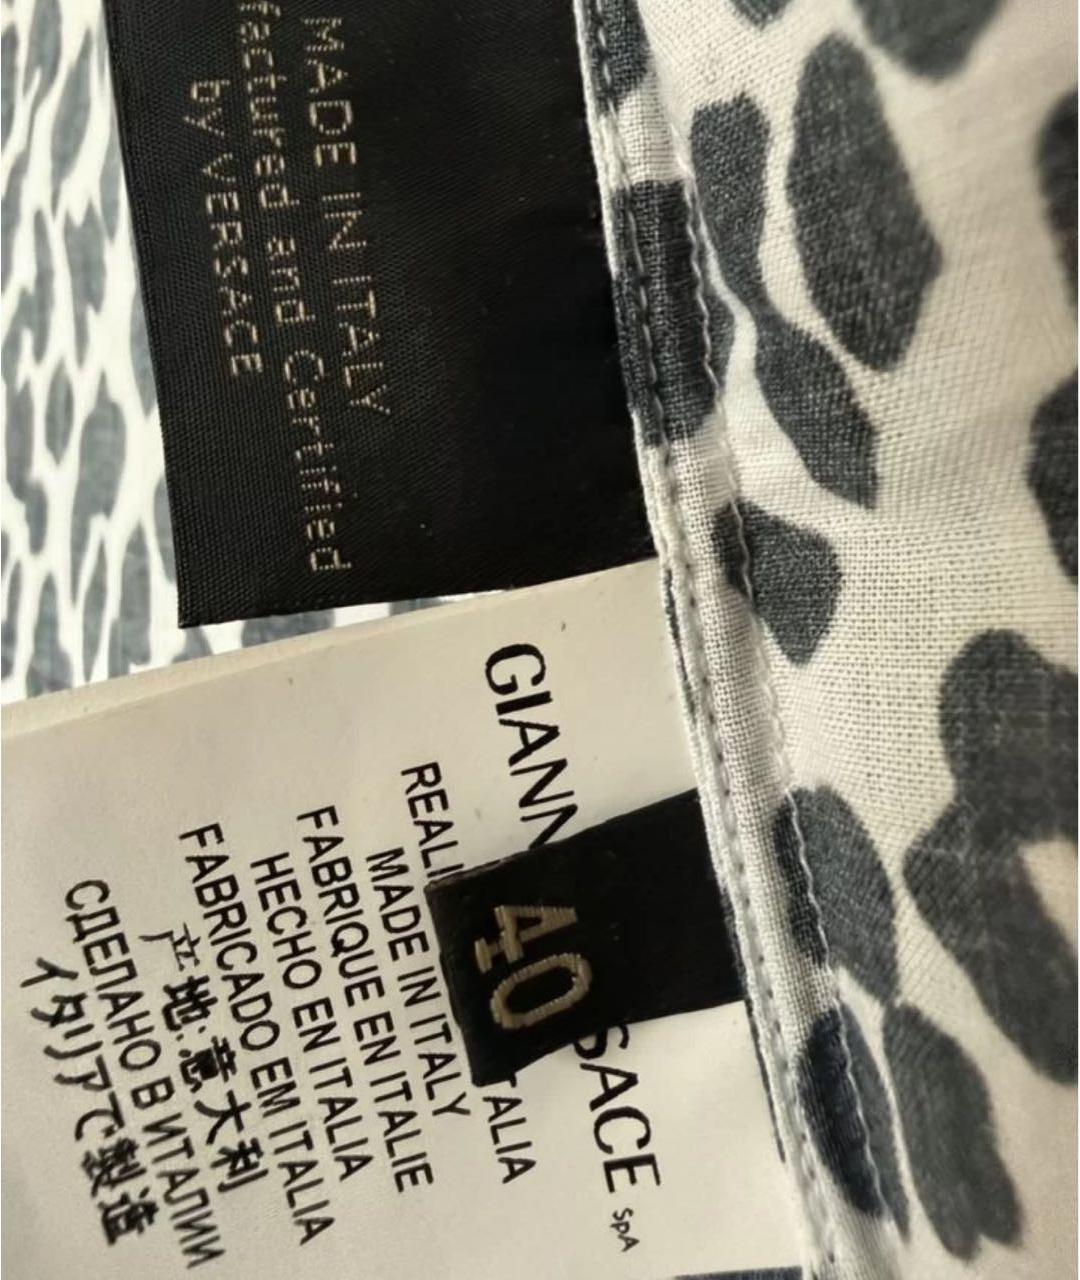 MADE IN ITALY
factured and Certified
by VERSACE
GIANN SACE SpA
REALI TALIA
40
MADE IN ITALY
FABRIQUE EN ITALIE
HECHO EN ITALIA
FABRICADO EM ITALIA
产地:意大利
СДЕЛАНО В ИТАЛИИ
イタリアで製造